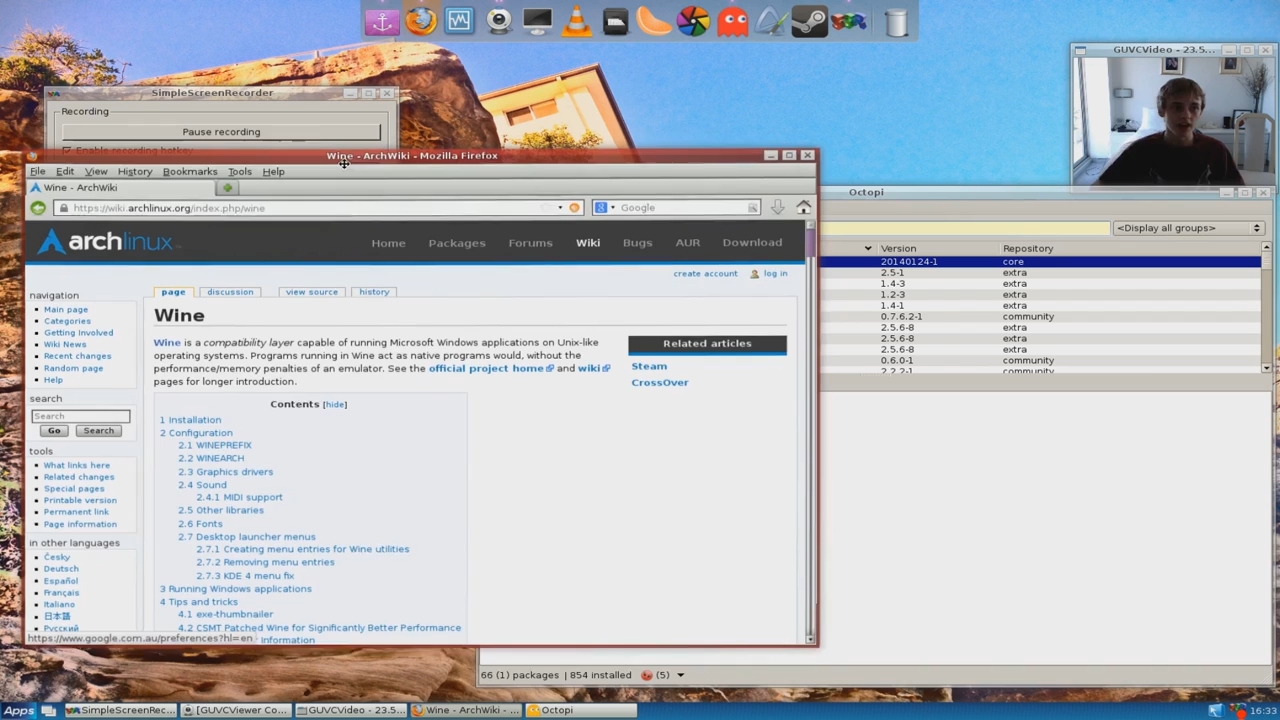 GUVCVideo - 23.5...
SimpleScreenRecorder
Recording
Pause recording
Enable recording hotkey
Wine - ArchWiki - Mozilla Firefox
File Edit View History Bookmarks Tools Help
Wine - ArchWiki
https://wiki.archlinux.org/index.php/wine
Google
archlinux
Home Packages Forums Wiki Bugs AUR Download
create account log in
page discussion view source history
navigation
Main page
Categories
Getting Involved
Wiki News
Recent changes
Random page
Help
search
Search
Go Search
tools
What links here
Related changes
Special pages
Printable version
Permanent link
Page information
in other languages
Česky
Deutsch
Español
Français
Italiano
日本語
Русский
Wine
Wine is a compatibility layer capable of running Microsoft Windows applications on Unix-like
operating systems. Programs running in Wine act as native programs would, without the
performance/memory penalties of an emulator. See the official project home and wiki
pages for longer introduction.
Related articles
Steam
CrossOver
Contents [hide]
1 Installation
2 Configuration
2.1 WINEPREFIX
2.2 WINEARCH
2.3 Graphics drivers
2.4 Sound
2.4.1 MIDI support
2.5 Other libraries
2.6 Fonts
2.7 Desktop launcher menus
2.7.1 Creating menu entries for Wine utilities
2.7.2 Removing menu entries
2.7.3 KDE 4 menu fix
3 Running Windows applications
4 Tips and tricks
4.1 exe-thumbnailer
4.2 CSMT Patched Wine for Significantly Better Performance
information
https://www.google.com.au/preferences?hl=en
Octopi
<Display all groups>
Version Repository
20140124-1 core
2.5-1 extra
1.4-3 extra
1.2-3 extra
1.4-1 extra
0.7.6.2-1 community
2.5.6-8 extra
2.5.6-8 extra
2.5.6-8 extra
0.6.0-1 community
2.2.2-1 community
66 (1) packages | 854 installed (5)
Apps SimpleScreenRec... [GUVCViewer Co... GUVCVideo - 23.5... Wine - ArchWiki - ... Octopi 16:33